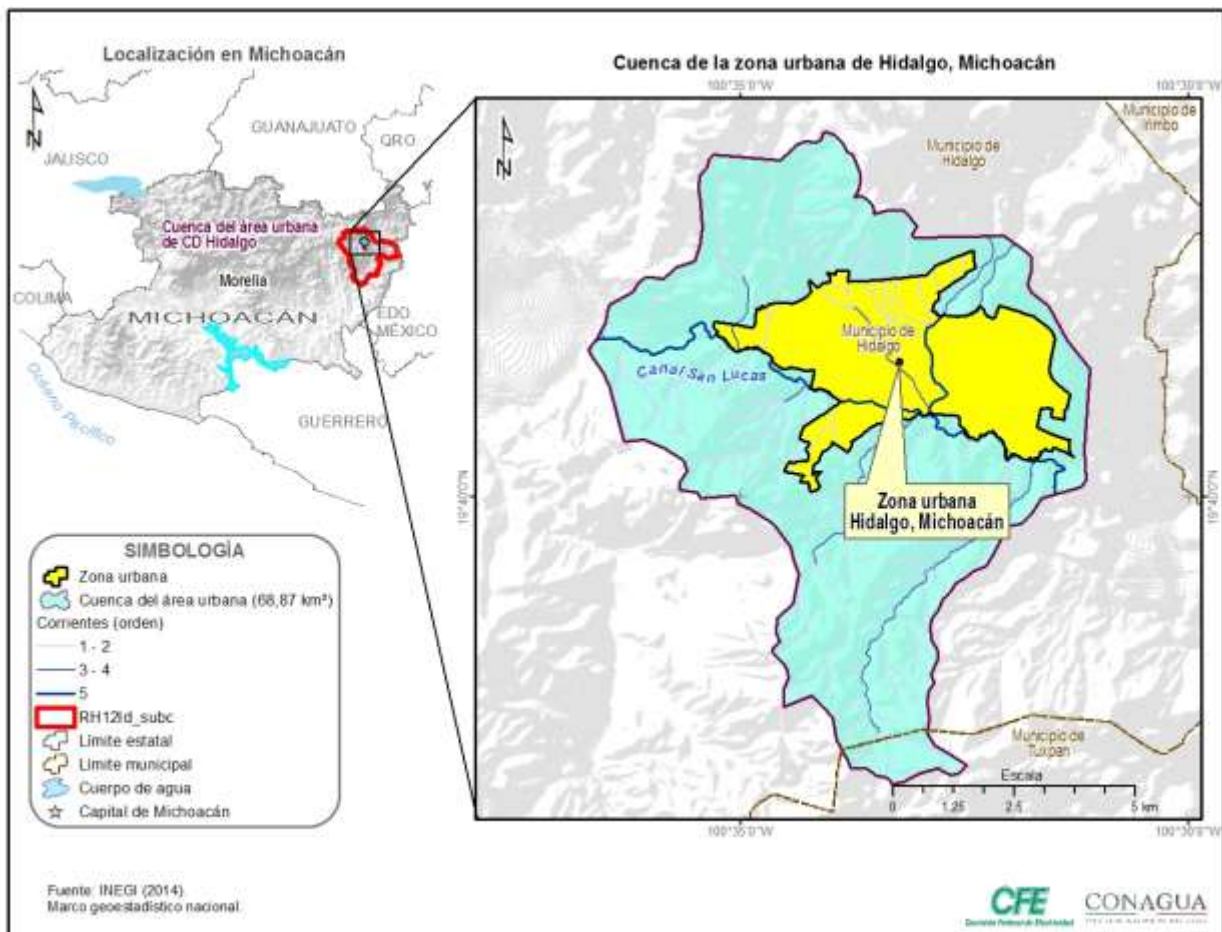 Localización en Michoacán
Cuenca de la zona urbana de Hidalgo, Michoacán
100°35'0"W
100°30'0"W
N
GUANAJUATO
QRO
JALISCO
Cuenca del área urbana
de CD Hidalgo
Morelia
COLIMA
MICHOACÁN
EDO
MÉXICO
Océano Pacífico
GUERRERO
N
Municipio de
Irimbo
Municipio de
Hidalgo
Municipio de
Hidalgo
Canal San Lucas
Zona urbana
Hidalgo, Michoacán
19°40'0"N
19°40'0"N
Municipio de
Tuxpan
Escala
0 1.25 2.5 5 km
100°35'0"W
100°30'0"W
SIMBOLOGÌA
Zona urbana
Cuenca del área urbana (68,87 km²)
Corrientes (orden)
1 - 2
3 - 4
5
RH12Id_subc
Límite estatal
Límite municipal
Cuerpo de agua
Capital de Michoacán
Fuente: INEGI (2014).
Marco geoestadístico nacional.
CFE
Comisión Federal de Electricidad
CONAGUA